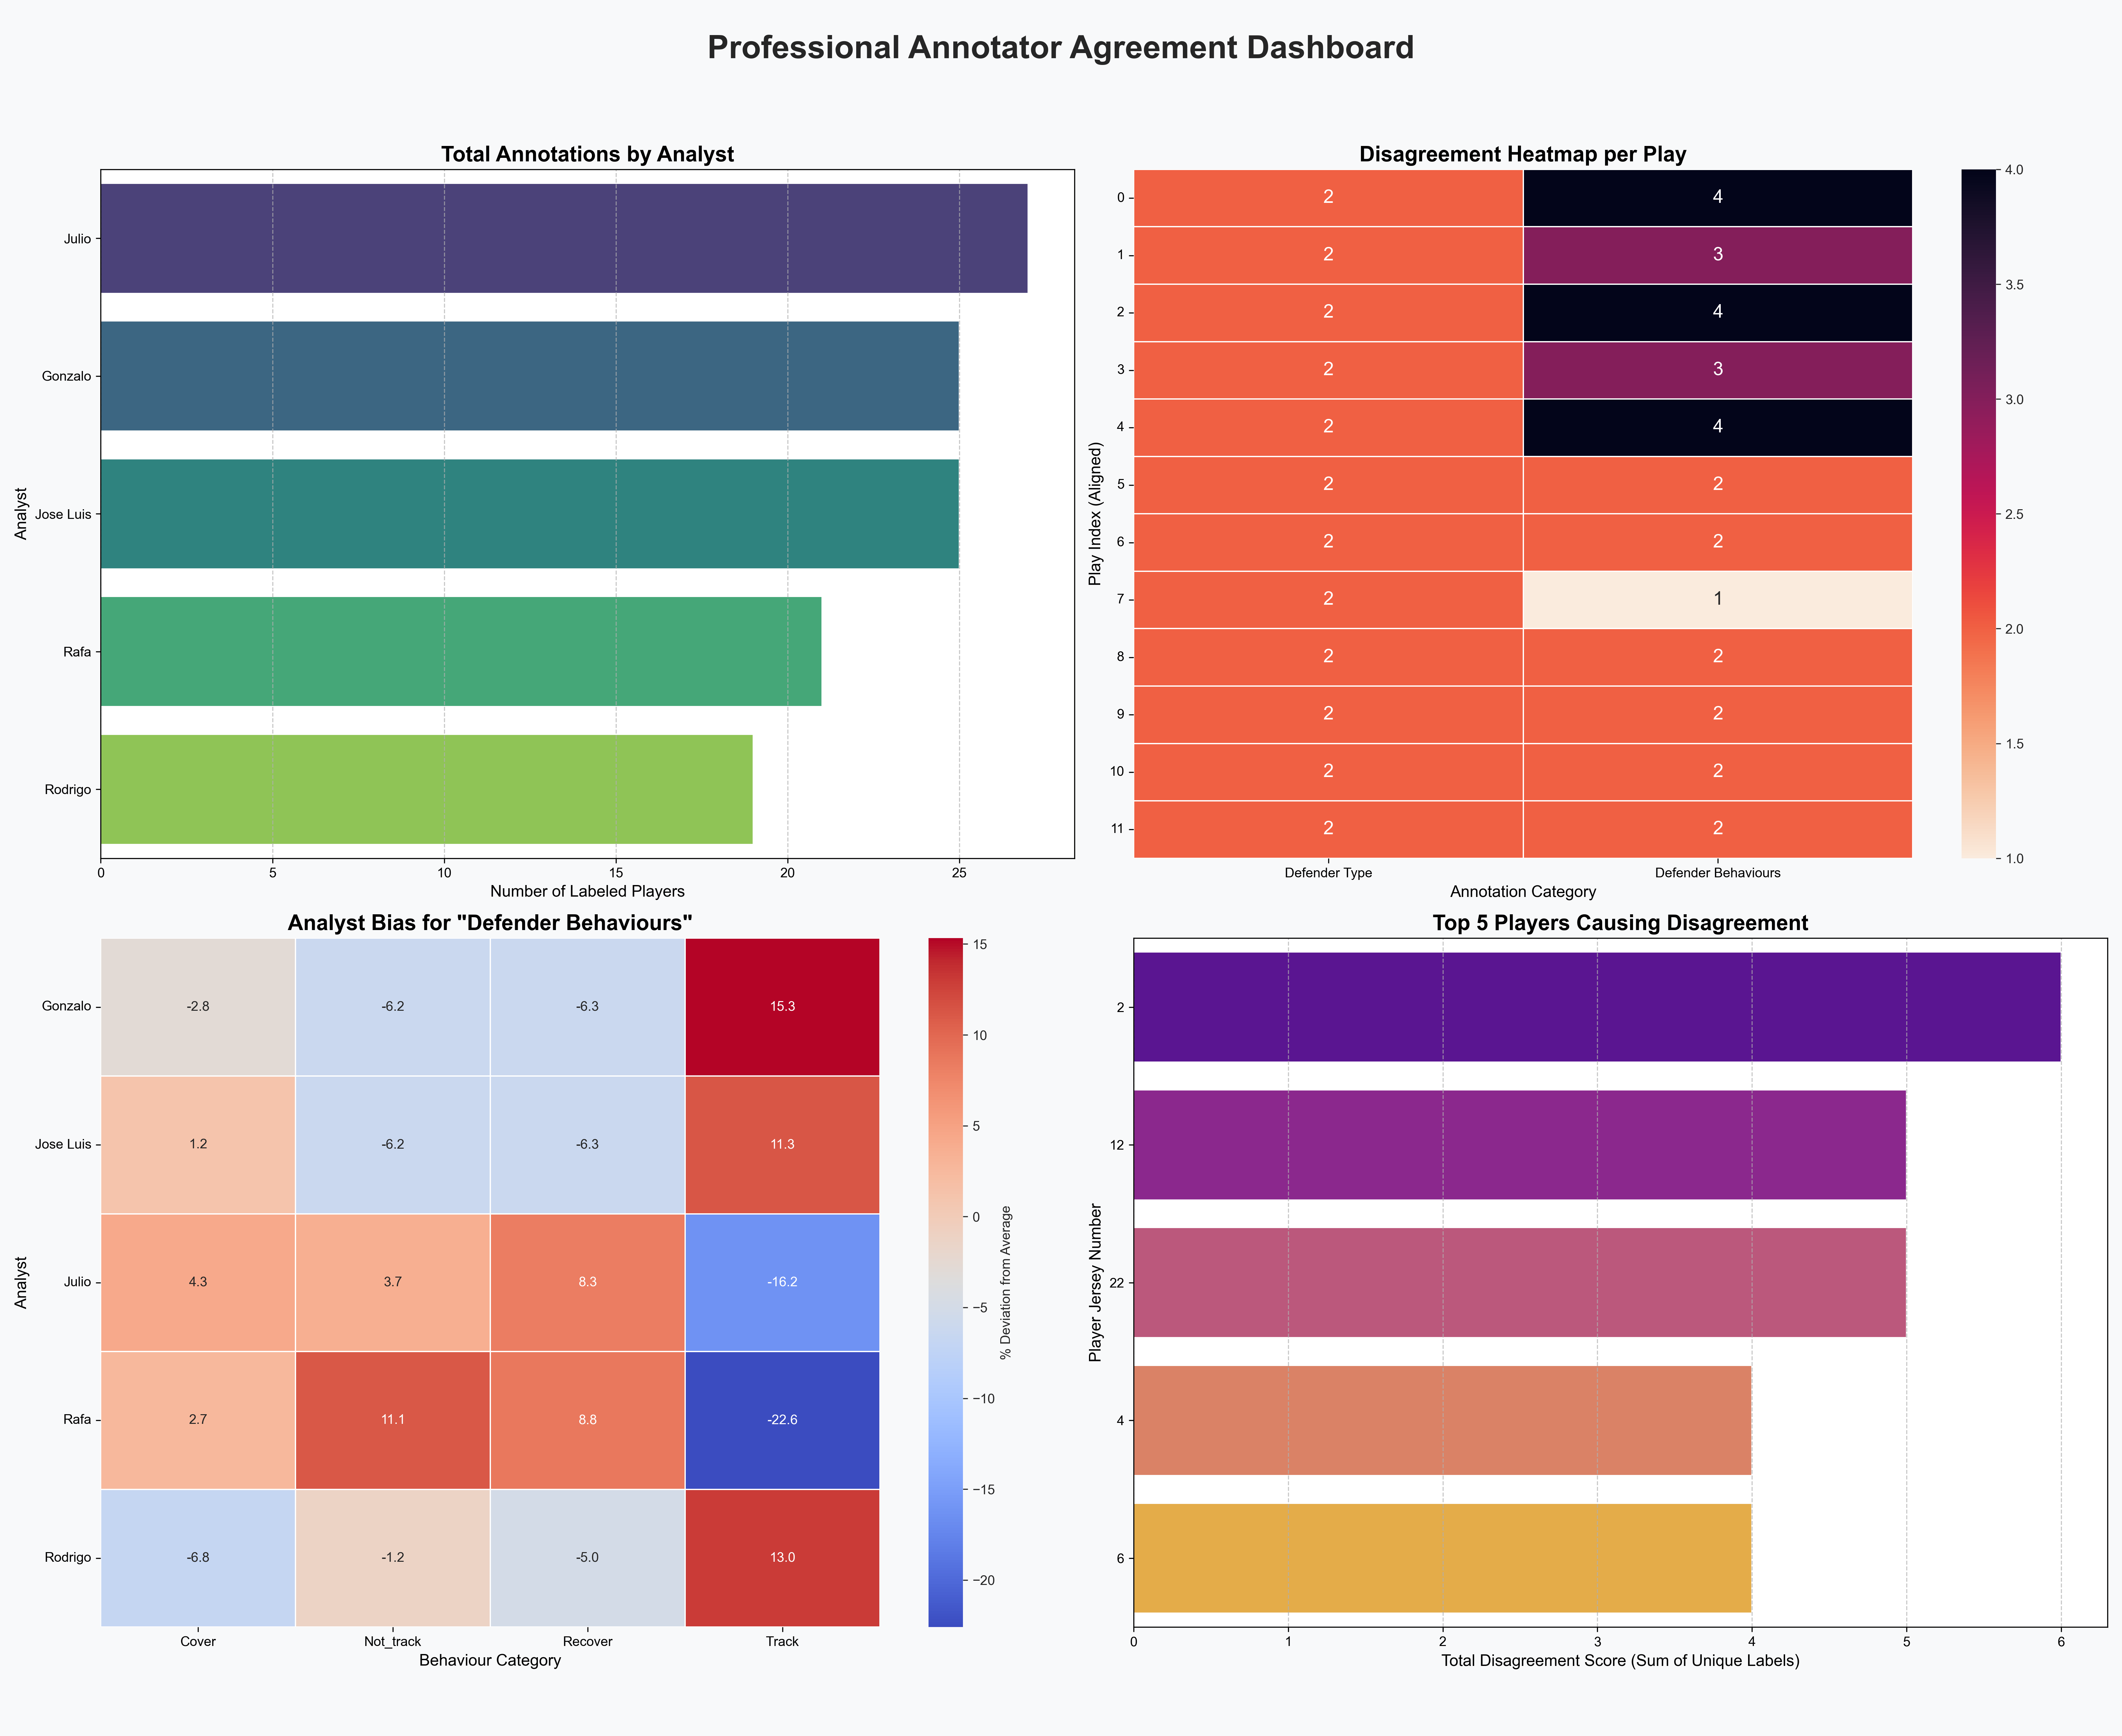 Professional Annotator Agreement Dashboard
Total Annotations by Analyst
Analyst
Julio
Gonzalo
Jose Luis
Rafa
Rodrigo
0 5 10 15 20 25
Number of Labeled Players
Disagreement Heatmap per Play
Play Index (Aligned)
0 2 4
1 2 3
2 2 4
3 2 3
4 2 4
5 2 2
6 2 2
7 2 1
8 2 2
9 2 2
10 2 2
11 2 2
Defender Type Defender Behaviours
Annotation Category
4.0
3.5
3.0
2.5
2.0
1.5
1.0
Analyst Bias for "Defender Behaviours"
Analyst
Gonzalo -2.8 -6.2 -6.3 15.3
Jose Luis 1.2 -6.2 -6.3 11.3
Julio 4.3 3.7 8.3 -16.2
Rafa 2.7 11.1 8.8 -22.6
Rodrigo -6.8 -1.2 -5.0 13.0
Cover Not_track Recover Track
Behaviour Category
15
10
5
0
−5
−10
−15
−20
% Deviation from Average
Top 5 Players Causing Disagreement
Player Jersey Number
2
12
22
4
6
0 1 2 3 4 5 6
Total Disagreement Score (Sum of Unique Labels)